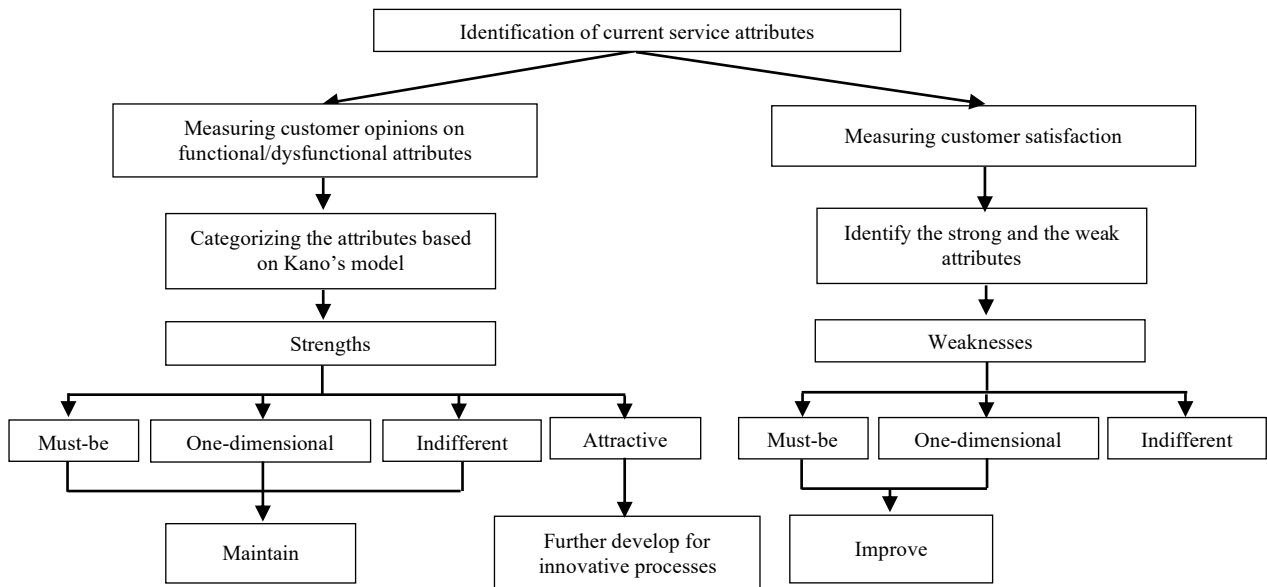 Identification of current service attributes
Measuring customer opinions on
functional/dysfunctional attributes
Measuring customer satisfaction
Categorizing the attributes based
on Kano’s model
Identify the strong and the weak
attributes
Strengths
Weaknesses
Must-be
One-dimensional
Indifferent
Attractive
Must-be
One-dimensional
Indifferent
Maintain
Further develop for
innovative processes
Improve